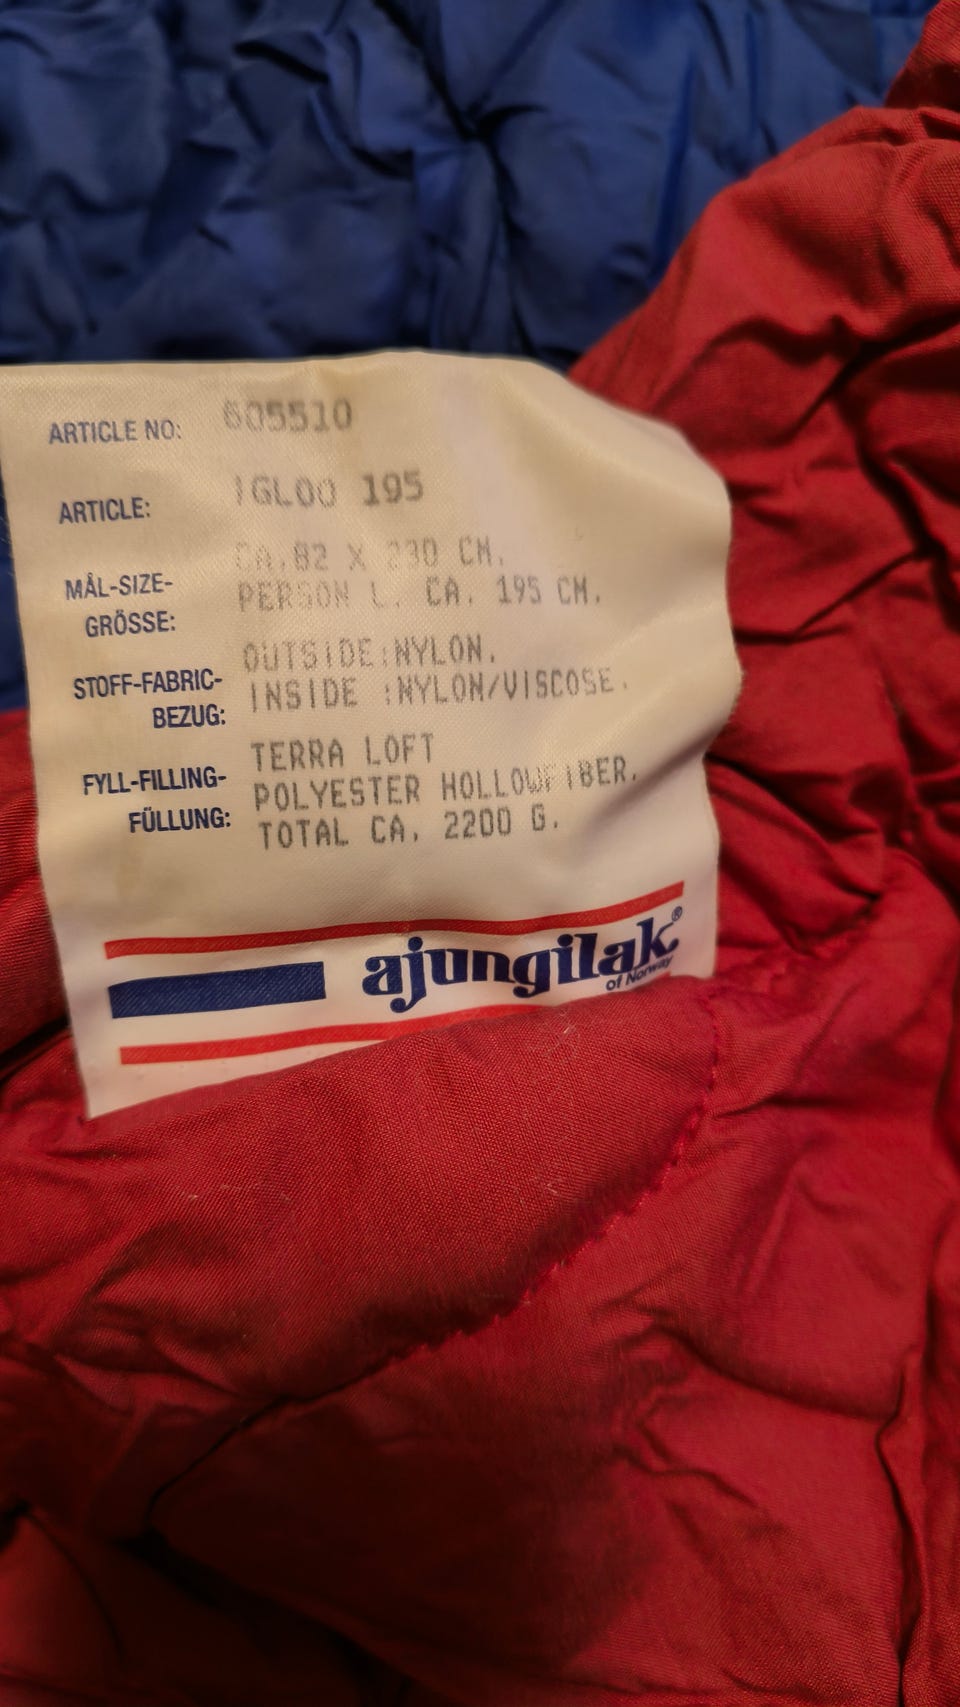 ARTICLE NO: 605510
ARTICLE: IGLOO 195
MÅL-SIZE- CA.82 X 230 CM.
GRÖSSE: PERSON L. CA. 195 CM.
STOFF-FABRIC- OUTSIDE:NYLON.
BEZUG: INSIDE :NYLON/VISCOSE.
TERRA LOFT
FYLL-FILLING- POLYESTER HOLLOWFIBER.
FÜLLUNG: TOTAL CA. 2200 G.
ajungilak®
of Norway